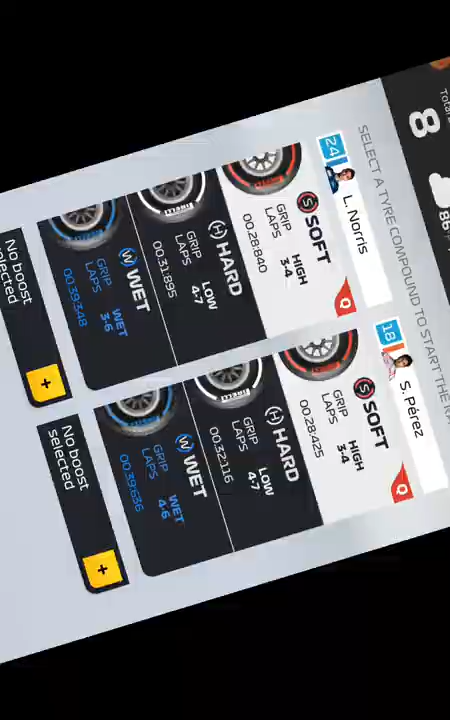 Total
8
86
SELECT A TYRE COMPOUND TO START THE
24
L. Norris
S SOFT
GRIP HIGH
LAPS 3-4
00:28:840
Q
H HARD
GRIP LOW
LAPS 4-7
00:31:895
W WET
GRIP WET
LAPS 3-6
00:39:348
No boost
selected
+
18
S. Pérez
S SOFT
GRIP HIGH
LAPS 3-4
00:28:425
Q
H HARD
GRIP LOW
LAPS 4-7
00:32:116
W WET
GRIP WET
LAPS 4-6
00:39:636
No boost
selected
+